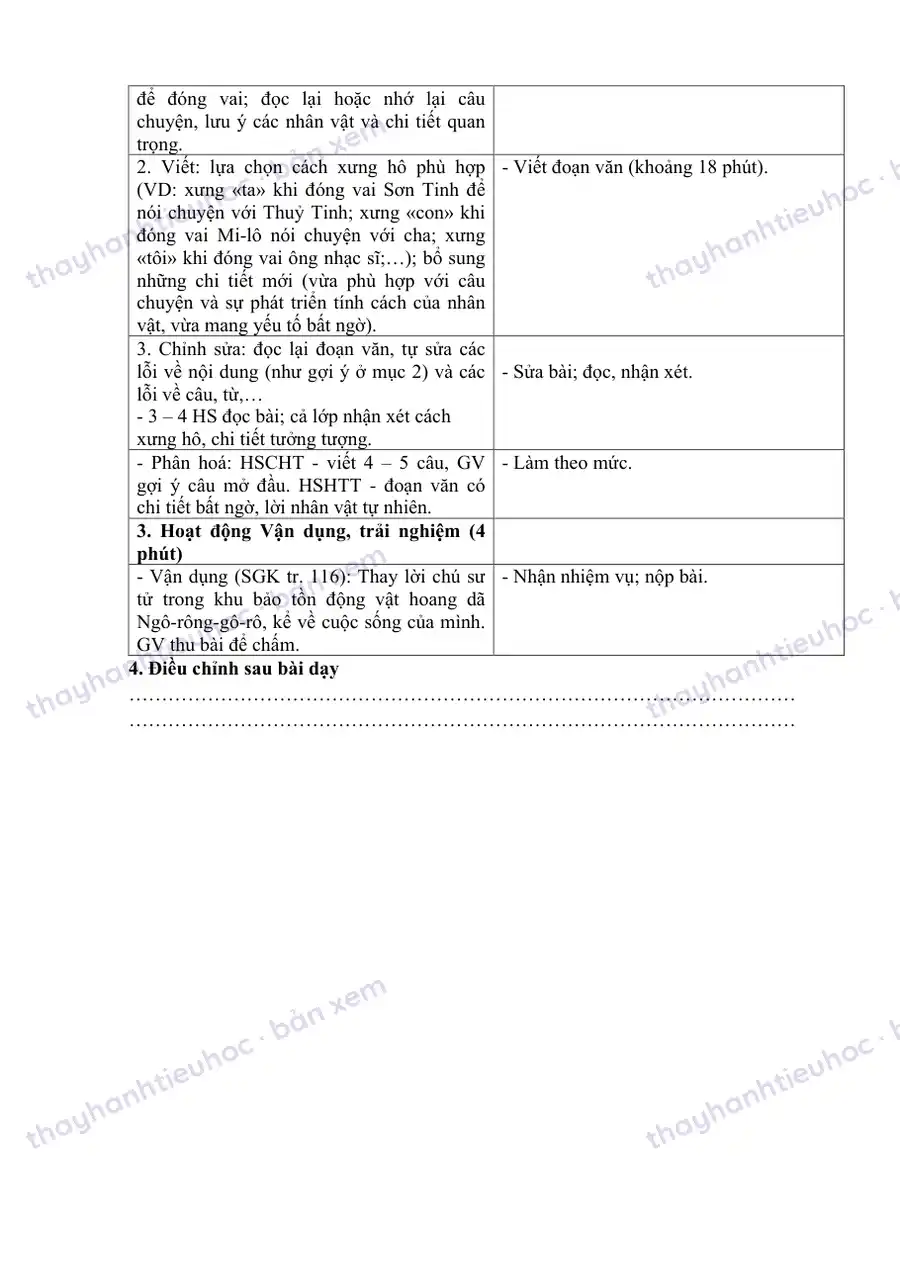 để đóng vai; đọc lại hoặc nhớ lại câu
chuyện, lưu ý các nhân vật và chi tiết quan
trọng.
2. Viết: lựa chọn cách xưng hô phù hợp
(VD: xưng «ta» khi đóng vai Sơn Tinh để
nói chuyện với Thuỷ Tinh; xưng «con» khi
đóng vai Mi-lô nói chuyện với cha; xưng
«tôi» khi đóng vai ông nhạc sĩ;…); bổ sung
những chi tiết mới (vừa phù hợp với câu
chuyện và sự phát triển tính cách của nhân
vật, vừa mang yếu tố bất ngờ).
- Viết đoạn văn (khoảng 18 phút).
3. Chỉnh sửa: đọc lại đoạn văn, tự sửa các
lỗi về nội dung (như gợi ý ở mục 2) và các
lỗi về câu, từ,…
- 3 – 4 HS đọc bài; cả lớp nhận xét cách
xưng hô, chi tiết tưởng tượng.
- Sửa bài; đọc, nhận xét.
- Phân hoá: HSCHT - viết 4 – 5 câu, GV
gợi ý câu mở đầu. HSHTT - đoạn văn có
chi tiết bất ngờ, lời nhân vật tự nhiên.
- Làm theo mức.
3. Hoạt động Vận dụng, trải nghiệm (4
phút)
- Vận dụng (SGK tr. 116): Thay lời chú sư
tử trong khu bảo tồn động vật hoang dã
Ngô-rông-gô-rô, kể về cuộc sống của mình.
GV thu bài để chấm.
- Nhận nhiệm vụ; nộp bài.
4. Điều chỉnh sau bài dạy
…………………………………………………………………………………………
…………………………………………………………………………………………
thayhanhtieuhoc · bản xem
thayhanhtieuhoc · b
thayhanhtieuhoc · bản xem
thayhanhtieuhoc · b
thayhanhtieuhoc · bản xem
thayhanhtieuhoc · b